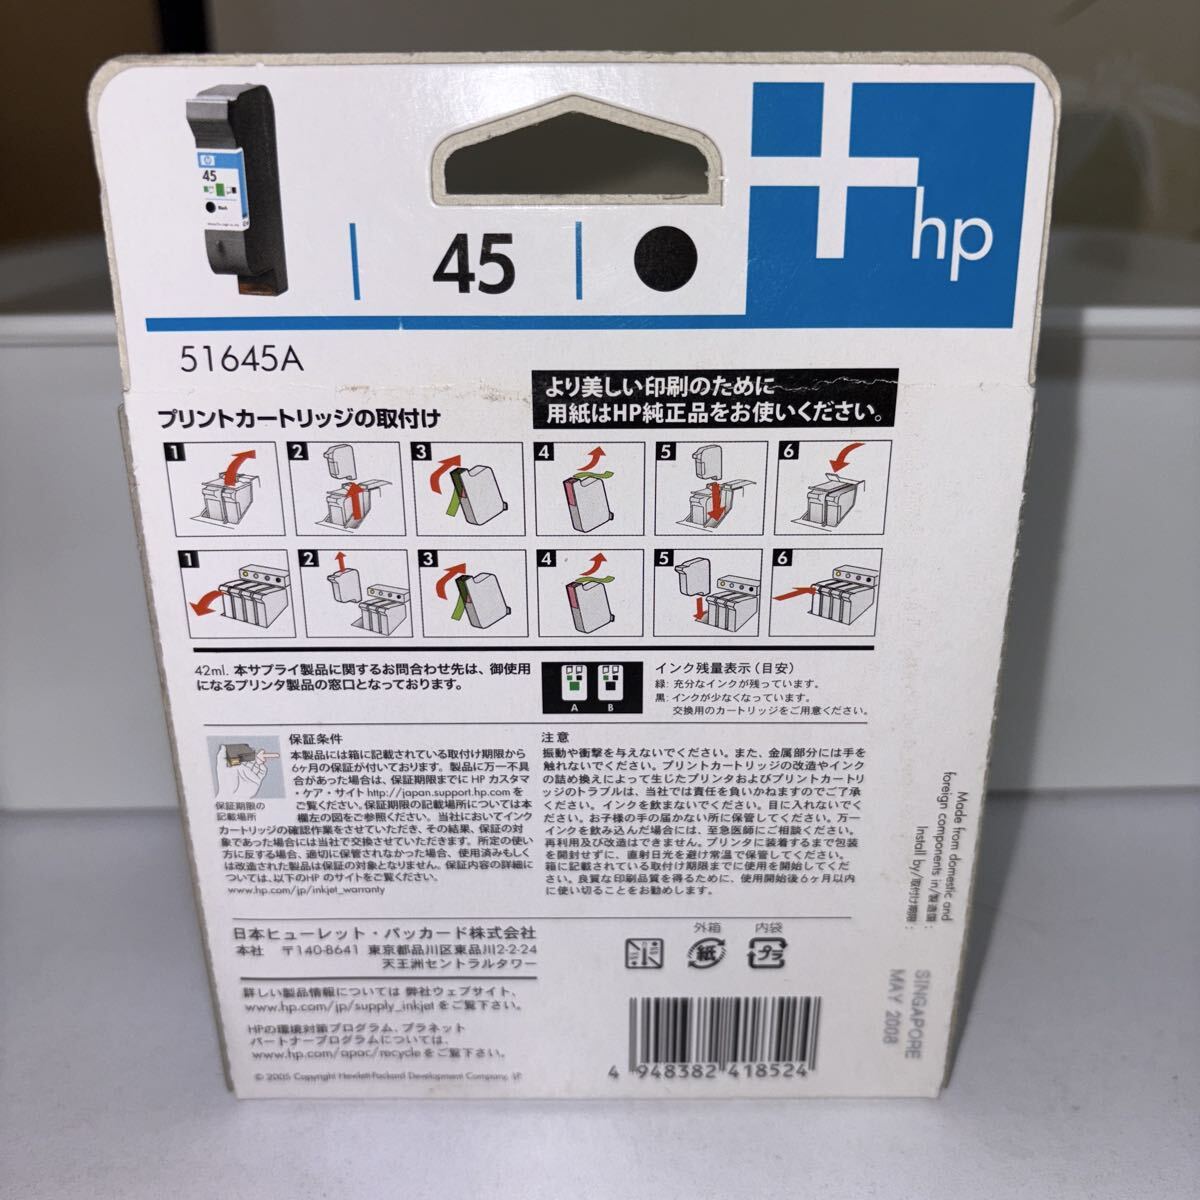 hp
45
Black
45
hp
51645A
より美しい印刷のために
用紙はHP純正品をお使いください。
プリントカートリッジの取付け
1 2 3 4 5 6
1 2 3 4 5 6
42ml. 本サプライ製品に関するお問合わせ先は、御使用
になるプリンタ製品の窓口となっております。
A B
インク残量表示(目安)
緑: 充分なインクが残っています。
黒: インクが少なくなっています。
交換用のカートリッジをご用意ください。
保証期限の
記載場所
保証条件
本製品には箱に記載されている取付け期限から
6ヶ月の保証が付いております。製品に万一不具
合があった場合は、保証期限までに HP カスタマ
・ケア・サイト http://japan.support.hp.com を
ご覧ください。保証期限の記載場所については本
欄左の図をご参照ください。当社においてインク
カートリッジの確認作業をさせていただき、その結果、保証の対
象であった場合には当社で交換させていただきます。所定の使い
方に反する場合、適切に保管されなかった場合、使用済みもしく
は改造された製品は保証の対象となりません。保証内容の詳細に
ついては、以下のHP のサイトをご覧ください。
www.hp.com/jp/inkjet_warranty
注意
振動や衝撃を与えないでください。また、金属部分には手を
触れないでください。プリントカートリッジの改造やインク
の詰め換えによって生じたプリンタおよびプリントカートリ
ッジのトラブルは、当社では責任を負いかねますのでご了承
ください。インクを飲まないでください。目に入れないでく
ださい。お子様の手の届かない所に保管してください。万一
インクを飲み込んだ場合には、至急医師にご相談ください。
再利用及び改造はできません。プリンタに装着するまで包装
を開封せずに、直射日光を避け常温で保管してください。
箱に記載されている取付け期限までに使用を開始してくだ
さい。良質な印刷品質を得るために、使用開始後6ヶ月以内
に使い切ることをお勧めします。
Made from domestic and
foreign components in/製造国:
Install by/取付け期限:
SINGAPORE
MAY 2008
日本ヒューレット・パッカード株式会社
本社 〒140-8641 東京都品川区東品川2-2-24
天王洲セントラルタワー
外箱
紙
内袋
プラ
詳しい製品情報については 弊社ウェブサイト、
www.hp.com/jp/supply_inkjet をご覧下さい。
HPの環境対策プログラム、プラネット
パートナープログラムについては、
www.hp.com/apac/recycle をご覧下さい。
© 2005 Copyright Hewlett-Packard Development Company, LP.
4 948382 418524